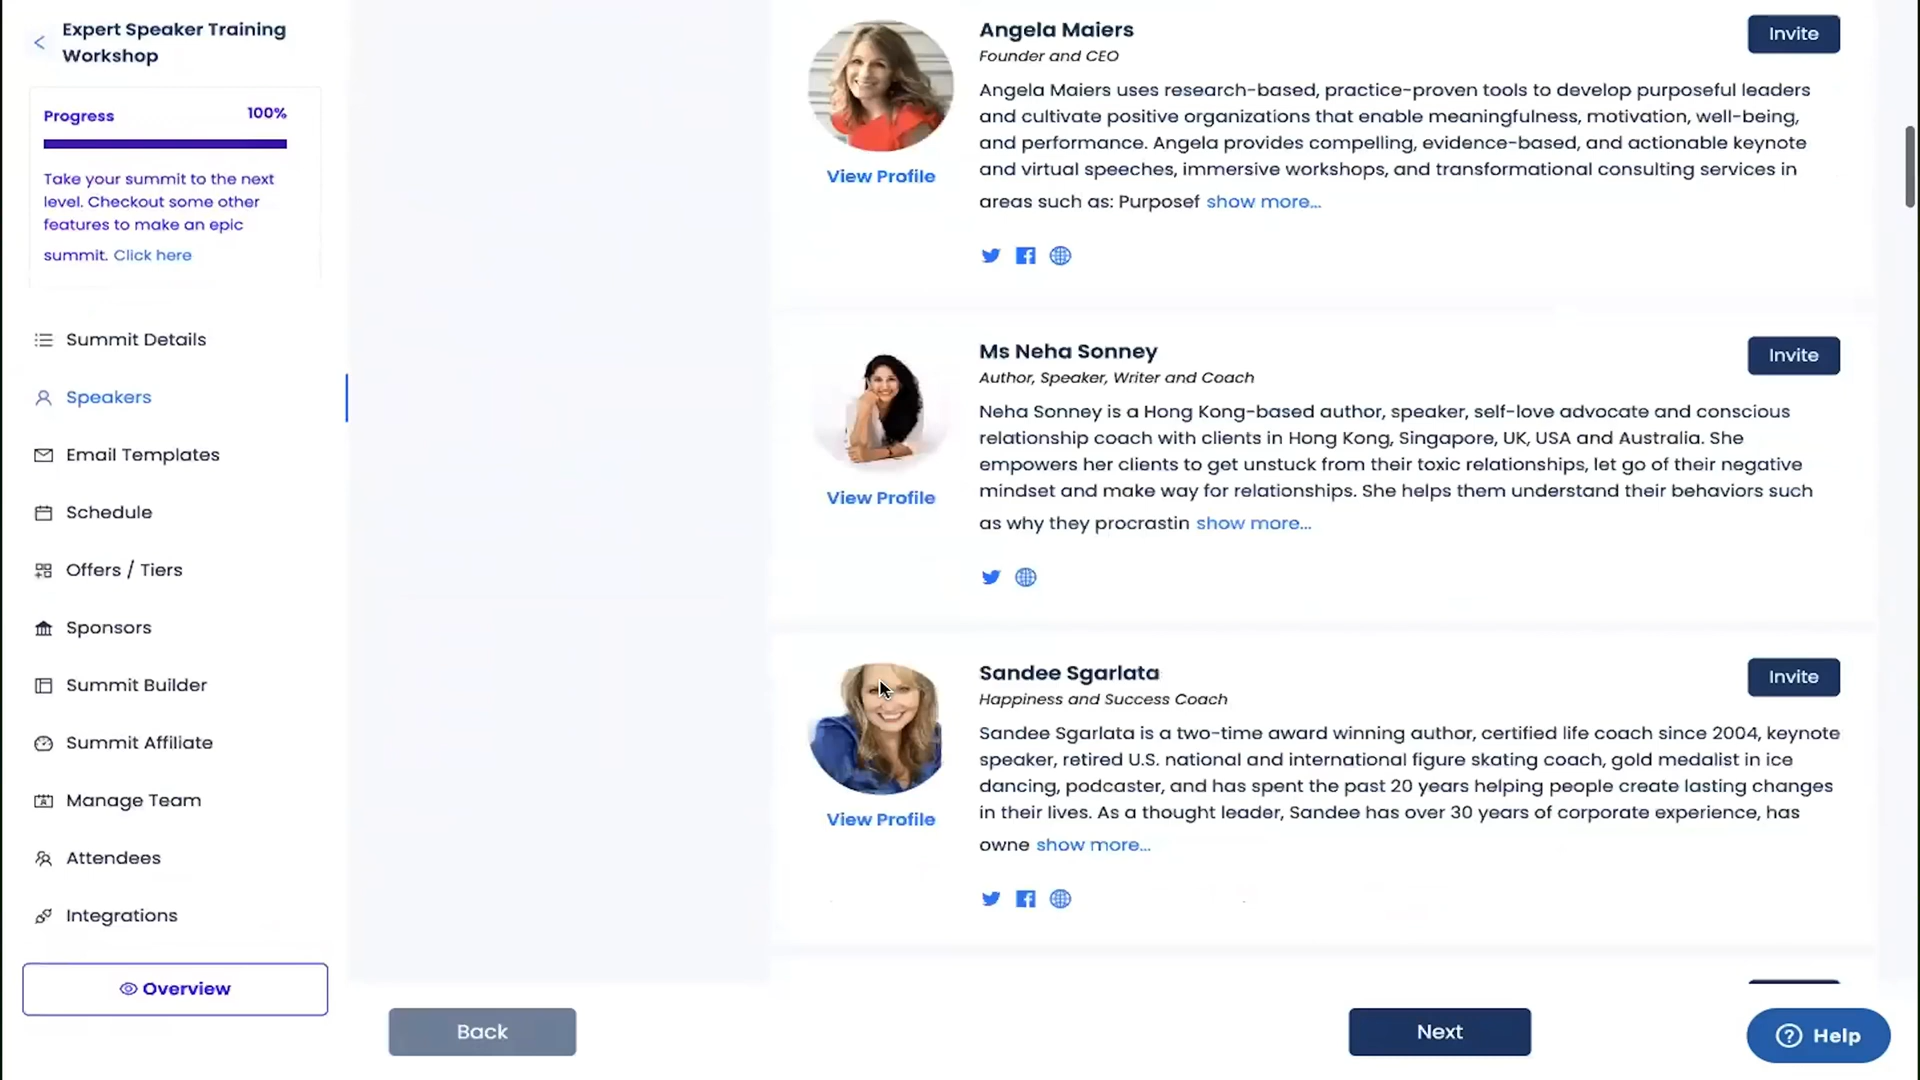 Expert Speaker Training
Workshop
Progress
100%
Take your summit to the next
level. Checkout some other
features to make an epic
summit. Click here
Summit Details
Speakers
Email Templates
Schedule
Offers / Tiers
Sponsors
Summit Builder
Summit Affiliate
Manage Team
Attendees
Integrations
Overview
Angela Maiers
Founder and CEO
Invite
Angela Maiers uses research-based, practice-proven tools to develop purposeful leaders
and cultivate positive organizations that enable meaningfulness, motivation, well-being,
and performance. Angela provides compelling, evidence-based, and actionable keynote
and virtual speeches, immersive workshops, and transformational consulting services in
areas such as: Purposef show more...
View Profile
Ms Neha Sonney
Author, Speaker, Writer and Coach
Invite
Neha Sonney is a Hong Kong-based author, speaker, self-love advocate and conscious
relationship coach with clients in Hong Kong, Singapore, UK, USA and Australia. She
empowers her clients to get unstuck from their toxic relationships, let go of their negative
mindset and make way for relationships. She helps them understand their behaviors such
as why they procrastin show more...
View Profile
Sandee Sgarlata
Happiness and Success Coach
Invite
Sandee Sgarlata is a two-time award winning author, certified life coach since 2004, keynote
speaker, retired U.S. national and international figure skating coach, gold medalist in ice
dancing, podcaster, and has spent the past 20 years helping people create lasting changes
in their lives. As a thought leader, Sandee has over 30 years of corporate experience, has
owne show more...
View Profile
Back
Next
Help